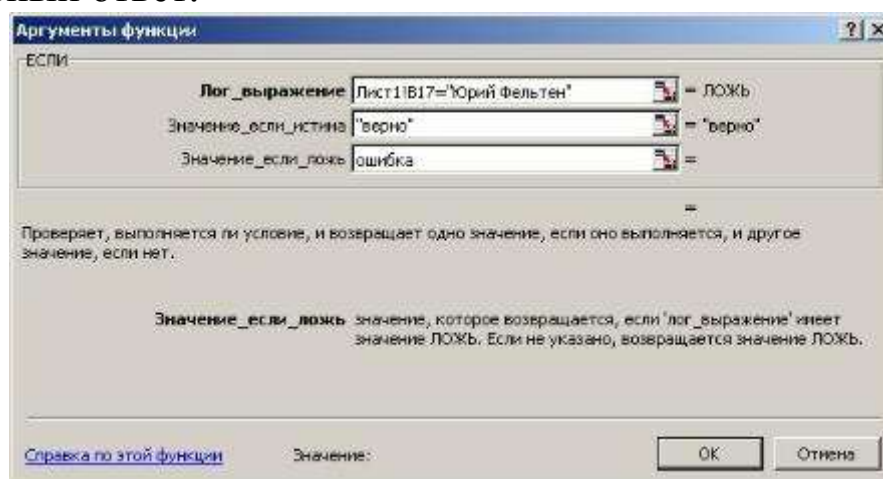 Аргументы функции
ЕСЛИ
Лог_выражение Лист1!B17="Юрий Фельтен" = ЛОЖЬ
Значение_если_истина "верно" = "верно"
Значение_если_ложь ошибка =
=
Проверяет, выполняется ли условие, и возвращает одно значение, если оно выполняется, и другое
значение, если нет.
Значение_если_ложь значение, которое возвращается, если 'лог_выражение' имеет
значение ЛОЖЬ. Если не указано, возвращается значение ЛОЖЬ.
Справка по этой функции Значение: ОК Отмена